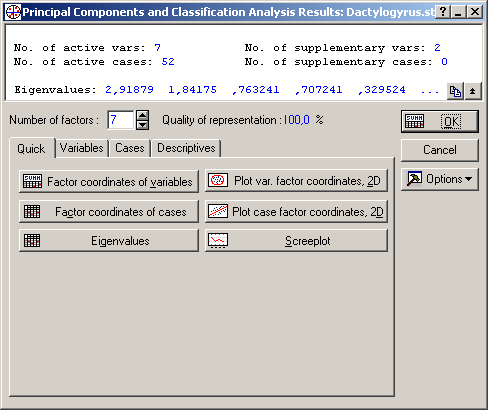 Principal Components and Classification Analysis Results: Dactylogyrus.st
No. of active vars: 7 No. of supplementary vars: 2
No. of active cases: 52 No. of supplementary cases: 0
Eigenvalues: 2,91879 1,84175 ,763241 ,707241 ,329524 ...
Number of factors : 7 Quality of representation :100,0 %
OK
Cancel
Options
Quick Variables Cases Descriptives
Factor coordinates of variables Plot var. factor coordinates, 2D
Factor coordinates of cases Plot case factor coordinates, 2D
Eigenvalues Screeplot